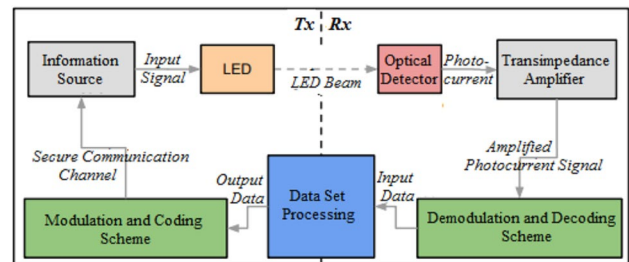 Tx Rx
Information
Source
Input
Signal
LED
LED Beam
Optical
Detector
Photo-
current
Transimpedance
Amplifier
Secure Communication
Channel
Amplified
Photocurrent Signal
Modulation and Coding
Scheme
Output
Data
Data Set
Processing
Input
Data
Demodulation and Decoding
Scheme